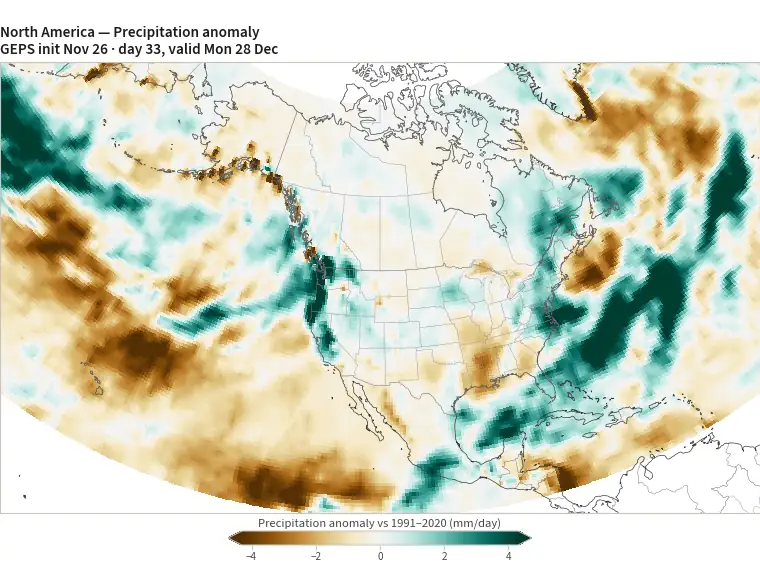 North America — Precipitation anomaly
GEPS init Nov 26 · day 33, valid Mon 28 Dec
Precipitation anomaly vs 1991–2020 (mm/day)
−4 −2 0 2 4